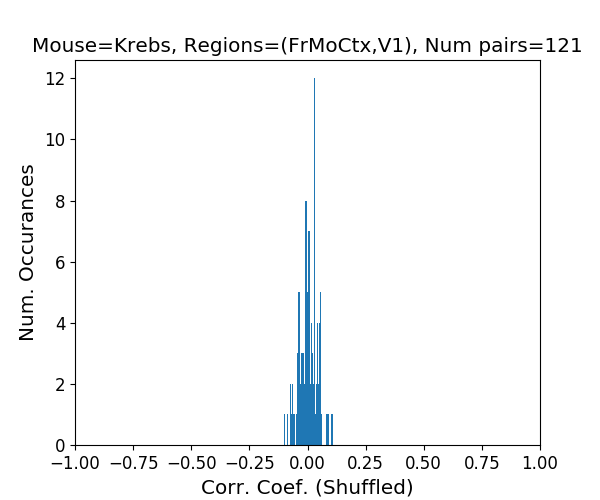 Mouse=Krebs, Regions=(FrMoCtx,V1), Num pairs=121
Num. Occurances
12
10
8
6
4
2
0
−1.00 −0.75 −0.50 −0.25 0.00 0.25 0.50 0.75 1.00
Corr. Coef. (Shuffled)